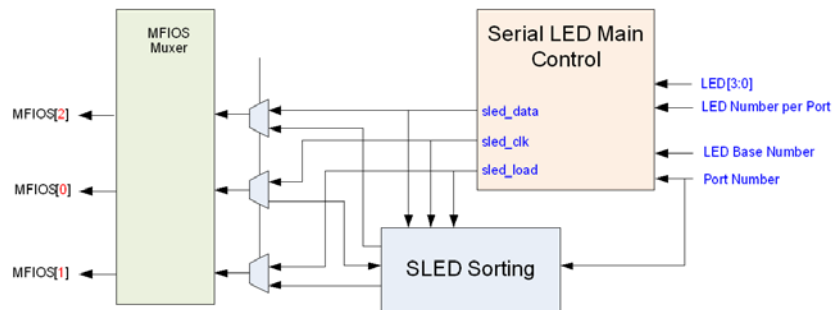 MFIOS
Muxer
Serial LED Main
Control
LED[3:0]
LED Number per Port
MFIOS[2]
sled_data
sled_clk
LED Base Number
sled_load
Port Number
MFIOS[0]
MFIOS[1]
SLED Sorting